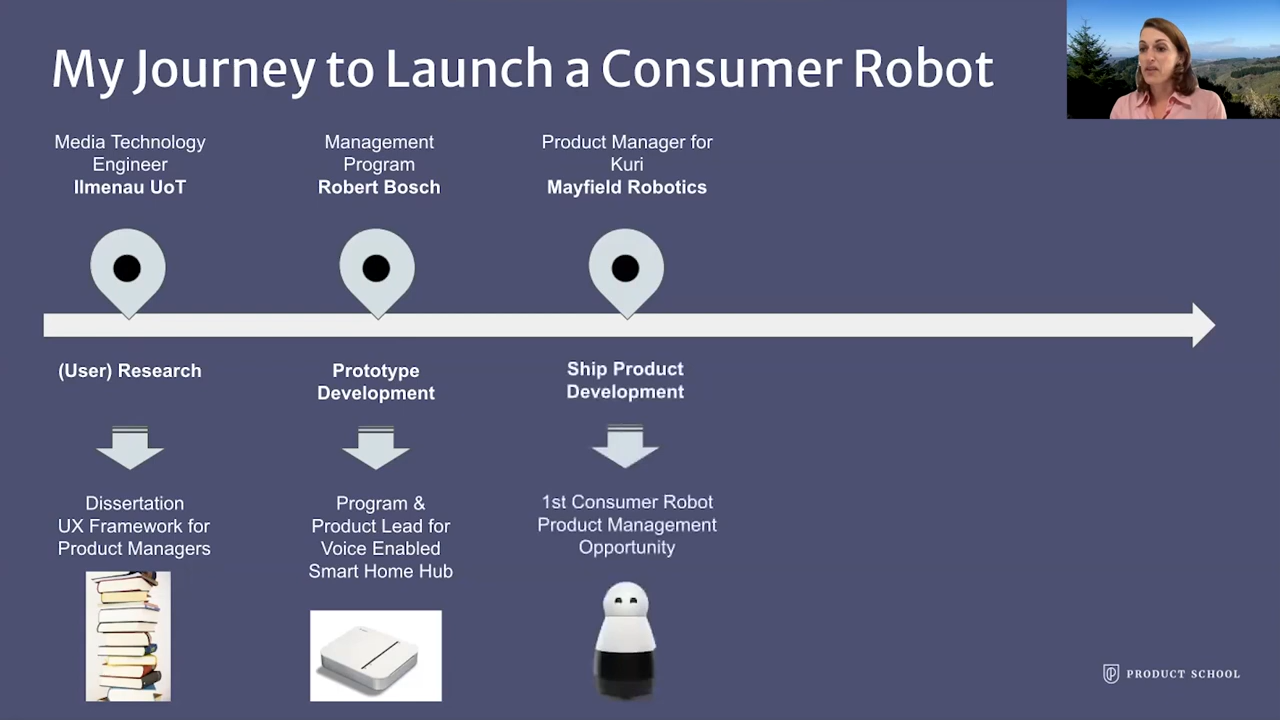 My Journey to Launch a Consumer Robot
Media Technology
Engineer
Ilmenau UoT
Management
Program
Robert Bosch
Product Manager for
Kuri
Mayfield Robotics
(User) Research
Prototype
Development
Ship Product
Development
Dissertation
UX Framework for
Product Managers
Program &
Product Lead for
Voice Enabled
Smart Home Hub
1st Consumer Robot
Product Management
Opportunity
PRODUCT SCHOOL